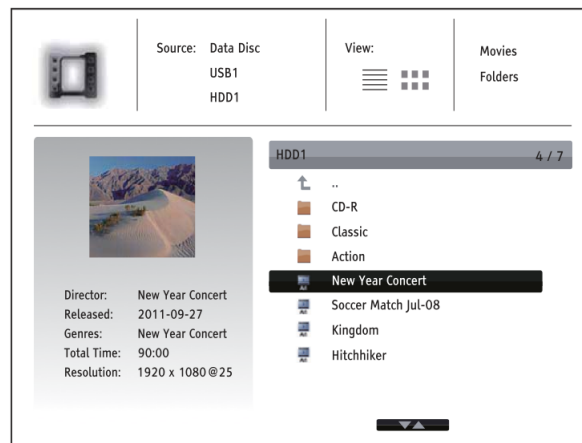 Source: Data Disc
USB1
HDD1
View:
Movies
Folders
HDD1 4 / 7
..
CD-R
Classic
Action
New Year Concert
Soccer Match Jul-08
Kingdom
Hitchhiker
Director: New Year Concert
Released: 2011-09-27
Genres: New Year Concert
Total Time: 90:00
Resolution: 1920 x 1080@25